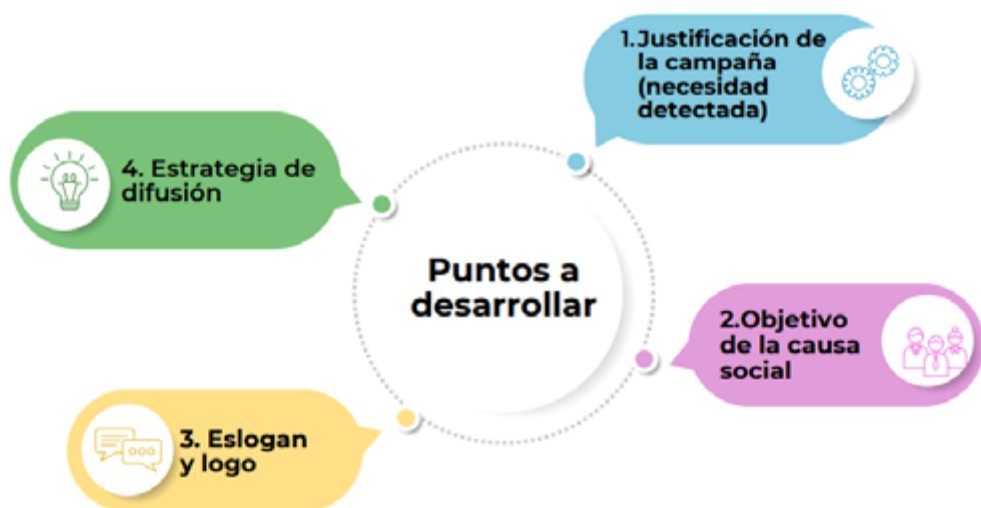 1.Justificación de
la campaña
(necesidad
detectada)
4. Estrategia de
difusión
Puntos a
desarrollar
2.Objetivo
de la causa
social
3. Eslogan
y logo